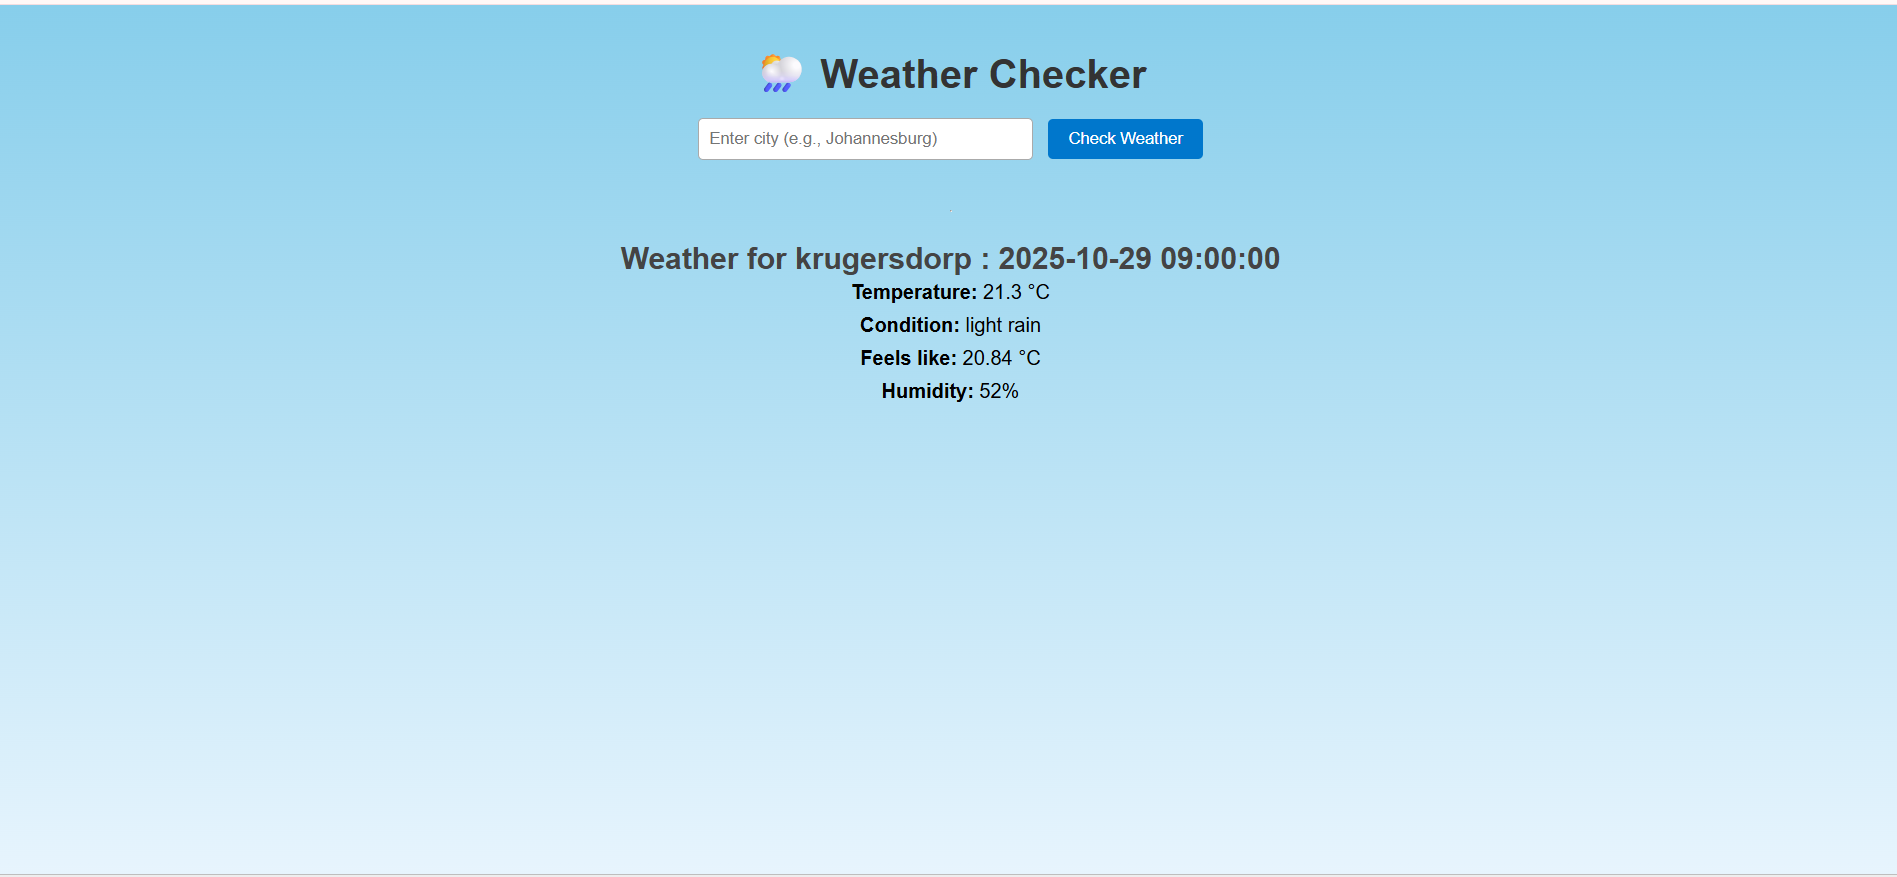 Weather Checker
Enter city (e.g., Johannesburg) Check Weather
Weather for krugersdorp : 2025-10-29 09:00:00
Temperature: 21.3 °C
Condition: light rain
Feels like: 20.84 °C
Humidity: 52%